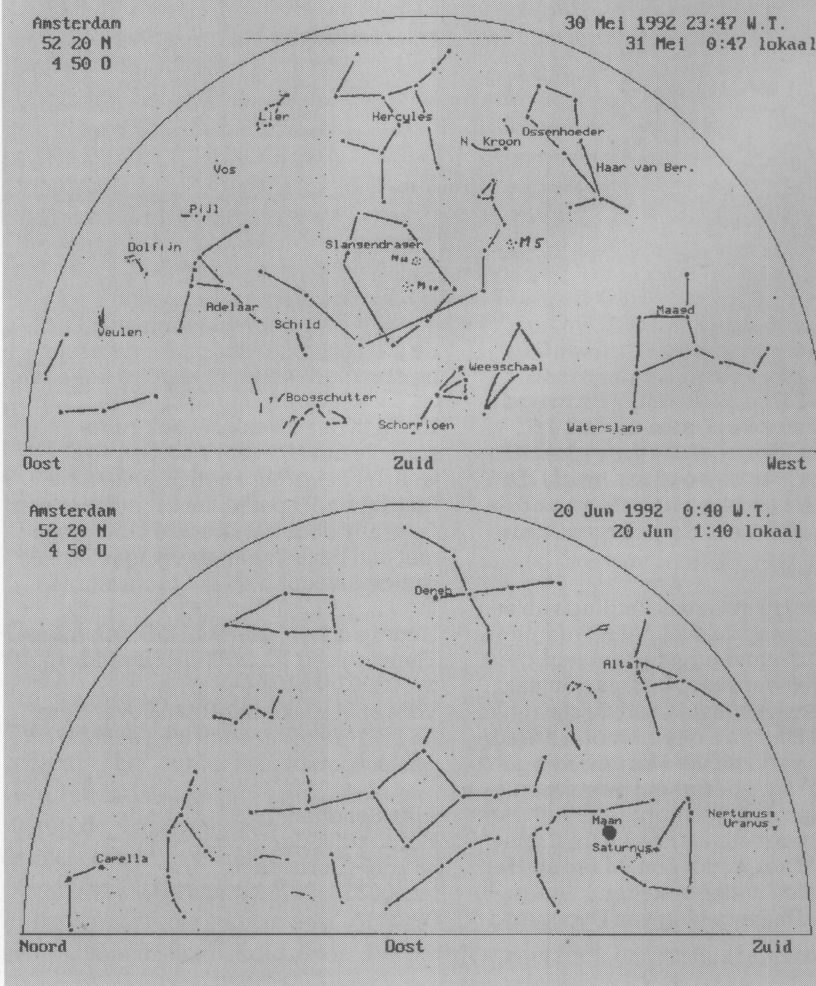 Amsterdam
52 20 N
4 50 O
30 Mei 1992 23:47 W.T.
31 Mei 0:47 lokaal
Lier
Hercules
N. Kroon
Ossenhoeder
Haar van Ber.
Vos
Pijl
Dolfijn
Slangendrager
M 5
M 12
M 10
Adelaar
Schild
Maagd
Veulen
Weegschaal
Boogschutter
Schorpioen
Waterslang
Oost
Zuid
West
Amsterdam
52 20 N
4 50 O
20 Jun 1992 0:40 W.T.
20 Jun 1:40 lokaal
Deneb
Altair
Maan
Neptunus
Uranus
Saturnus
Capella
Noord
Oost
Zuid